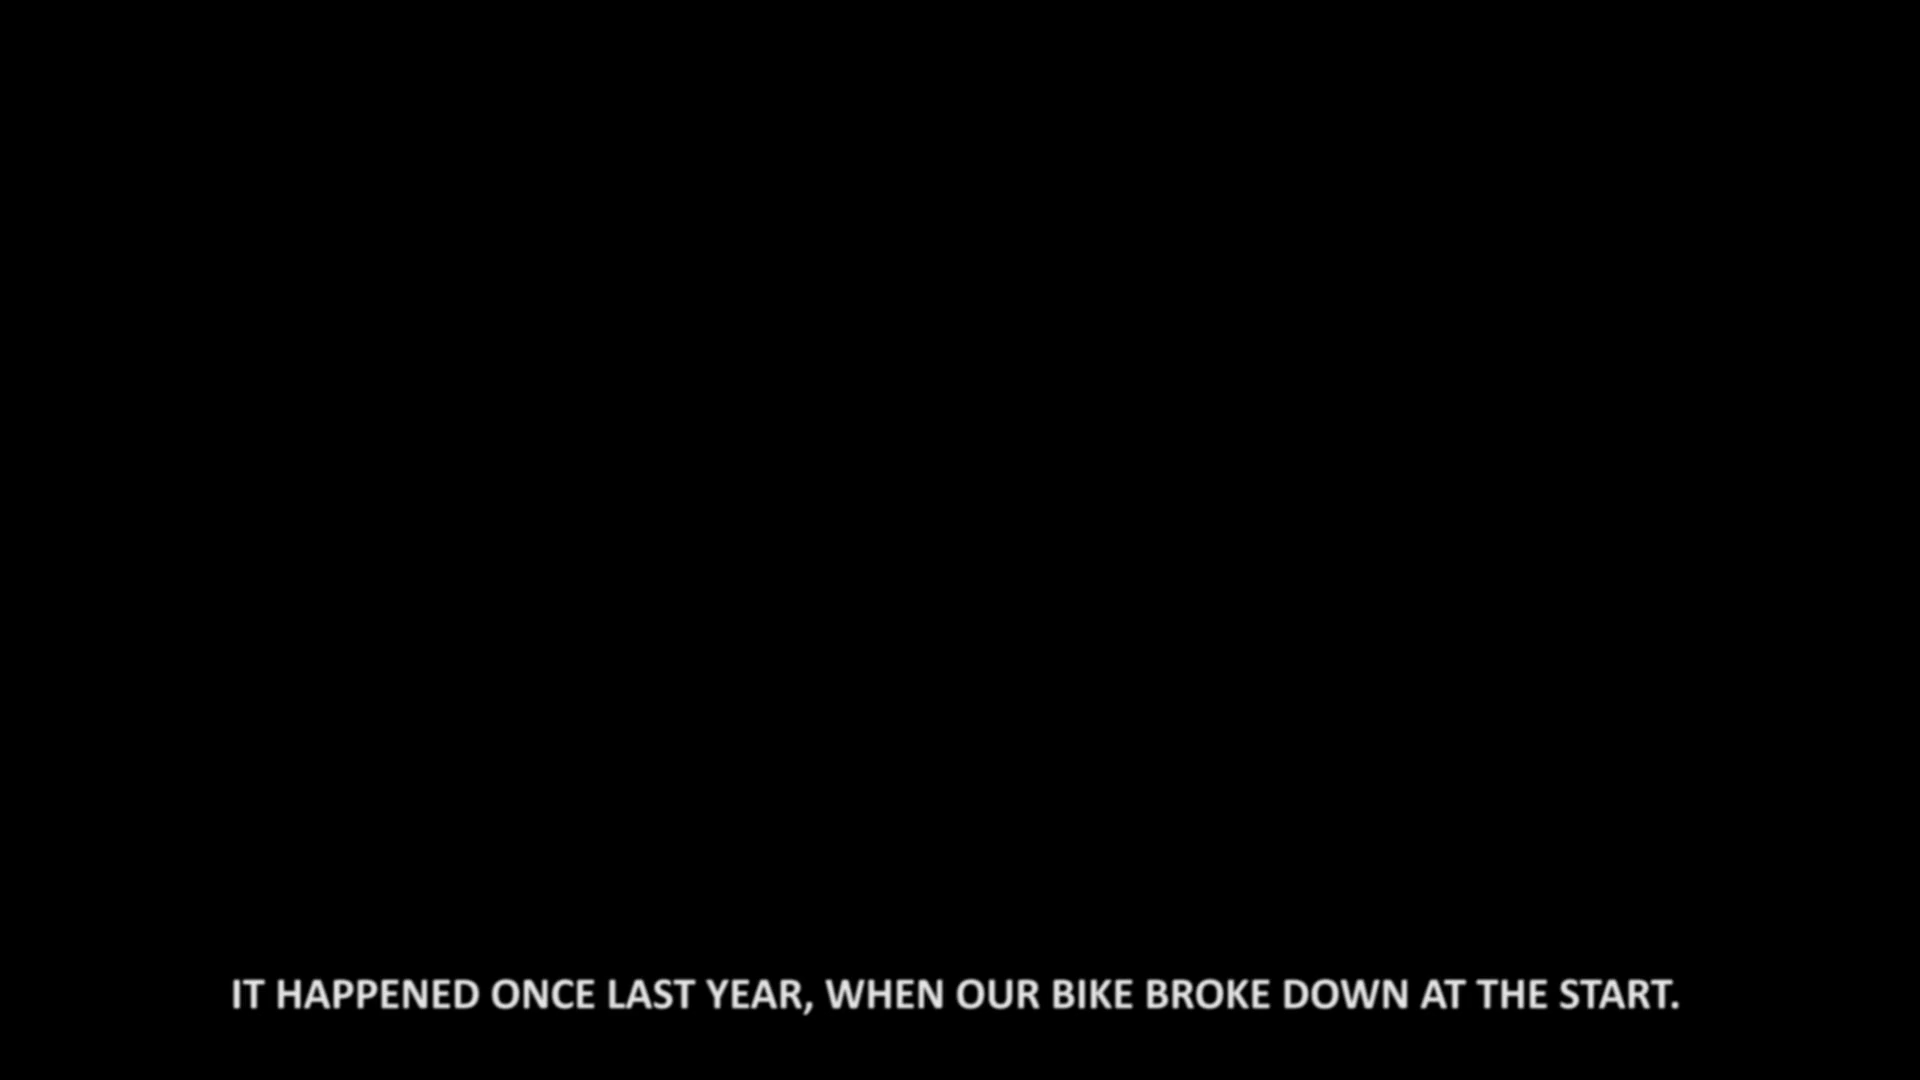 IT HAPPENED ONCE LAST YEAR, WHEN OUR BIKE BROKE DOWN AT THE START.